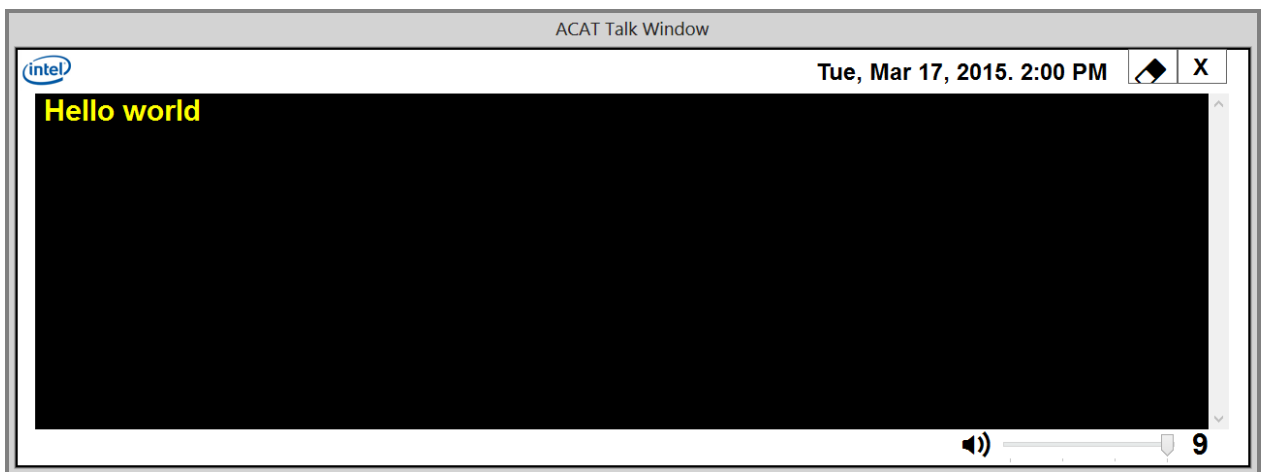 ACAT Talk Window
intel
Tue, Mar 17, 2015. 2:00 PM
X
Hello world
9